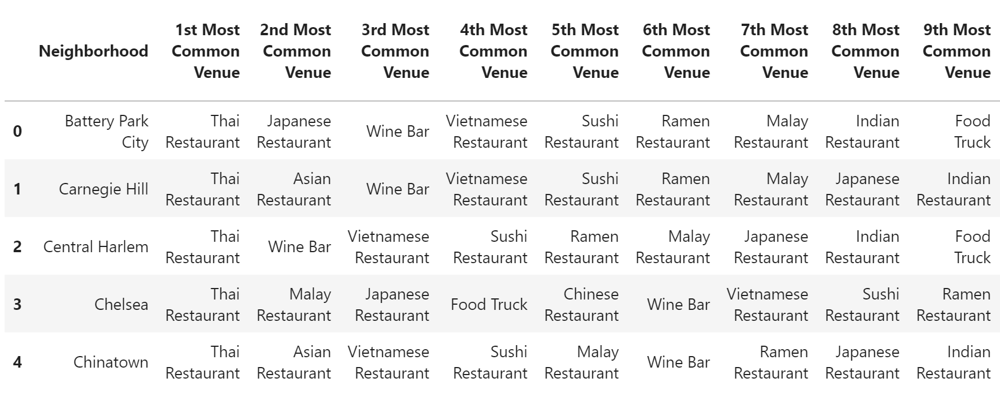 Neighborhood 1st Most Common Venue 2nd Most Common Venue 3rd Most Common Venue 4th Most Common Venue 5th Most Common Venue 6th Most Common Venue 7th Most Common Venue 8th Most Common Venue 9th Most Common Venue
0 Battery Park City Thai Restaurant Japanese Restaurant Wine Bar Vietnamese Restaurant Sushi Restaurant Ramen Restaurant Malay Restaurant Indian Restaurant Food Truck
1 Carnegie Hill Thai Restaurant Asian Restaurant Wine Bar Vietnamese Restaurant Sushi Restaurant Ramen Restaurant Malay Restaurant Japanese Restaurant Indian Restaurant
2 Central Harlem Thai Restaurant Wine Bar Vietnamese Restaurant Sushi Restaurant Ramen Restaurant Malay Restaurant Japanese Restaurant Indian Restaurant Food Truck
3 Chelsea Thai Restaurant Malay Restaurant Japanese Restaurant Food Truck Chinese Restaurant Wine Bar Vietnamese Restaurant Sushi Restaurant Ramen Restaurant
4 Chinatown Thai Restaurant Asian Restaurant Vietnamese Restaurant Sushi Restaurant Malay Restaurant Wine Bar Ramen Restaurant Japanese Restaurant Indian Restaurant